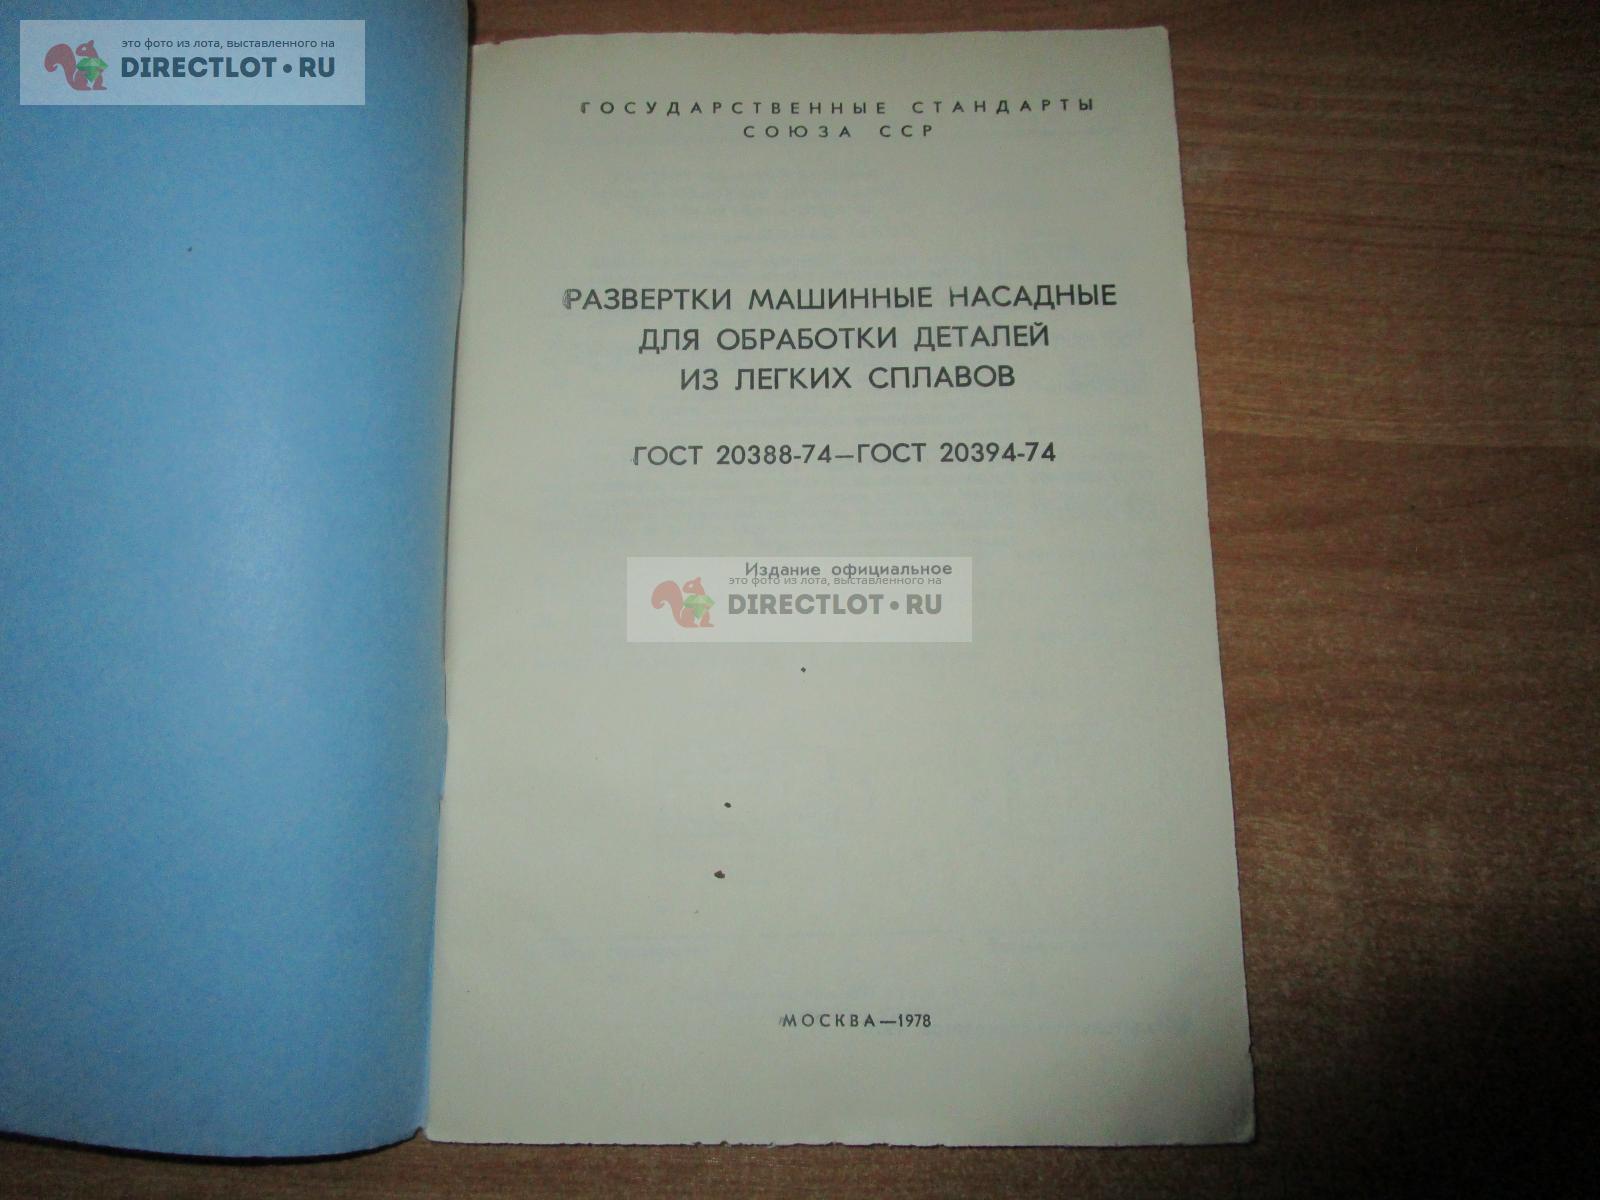 это фото из лота, выставленного на
DIRECTLOT•RU
ГОСУДАРСТВЕННЫЕ СТАНДАРТЫ
СОЮЗА ССР
РАЗВЕРТКИ МАШИННЫЕ НАСАДНЫЕ
ДЛЯ ОБРАБОТКИ ДЕТАЛЕЙ
ИЗ ЛЕГКИХ СПЛАВОВ
ГОСТ 20388-74—ГОСТ 20394-74
Издание официальное
это фото из лота, выставленного на
DIRECTLOT•RU
МОСКВА—1978